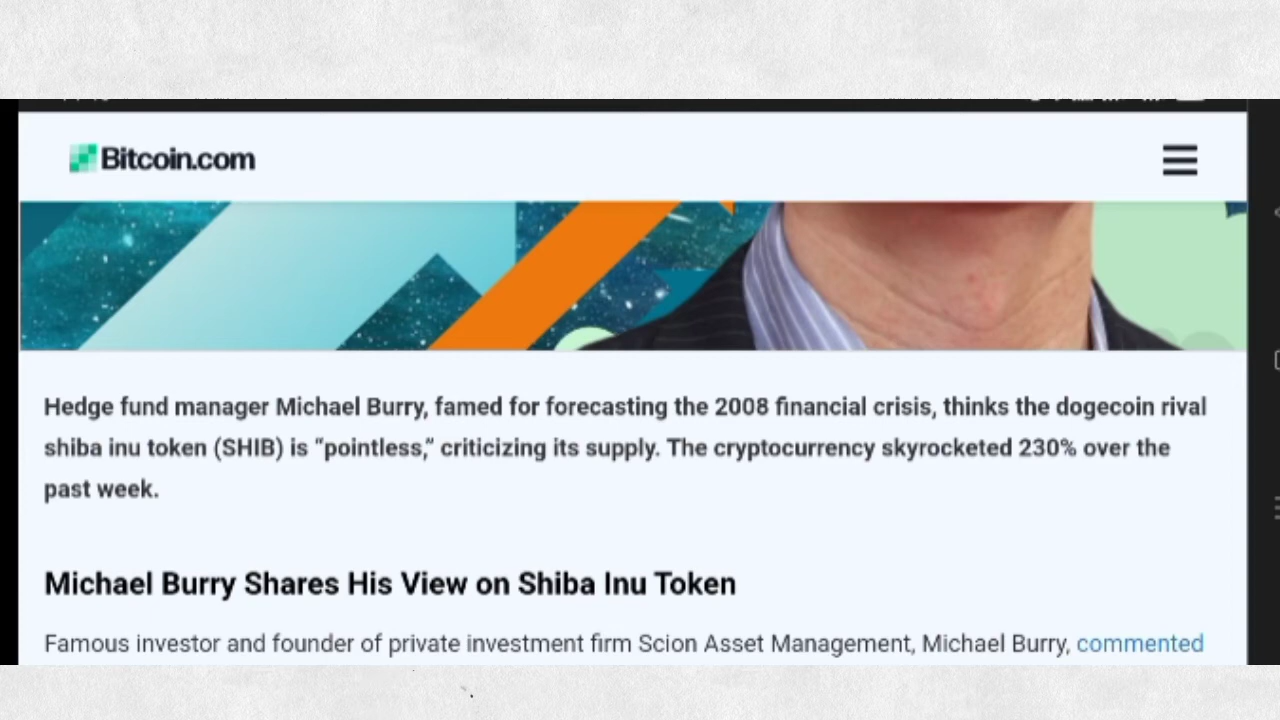 Bitcoin.com
Hedge fund manager Michael Burry, famed for forecasting the 2008 financial crisis, thinks the dogecoin rival
shiba inu token (SHIB) is “pointless,” criticizing its supply. The cryptocurrency skyrocketed 230% over the
past week.
Michael Burry Shares His View on Shiba Inu Token
Famous investor and founder of private investment firm Scion Asset Management, Michael Burry, commented